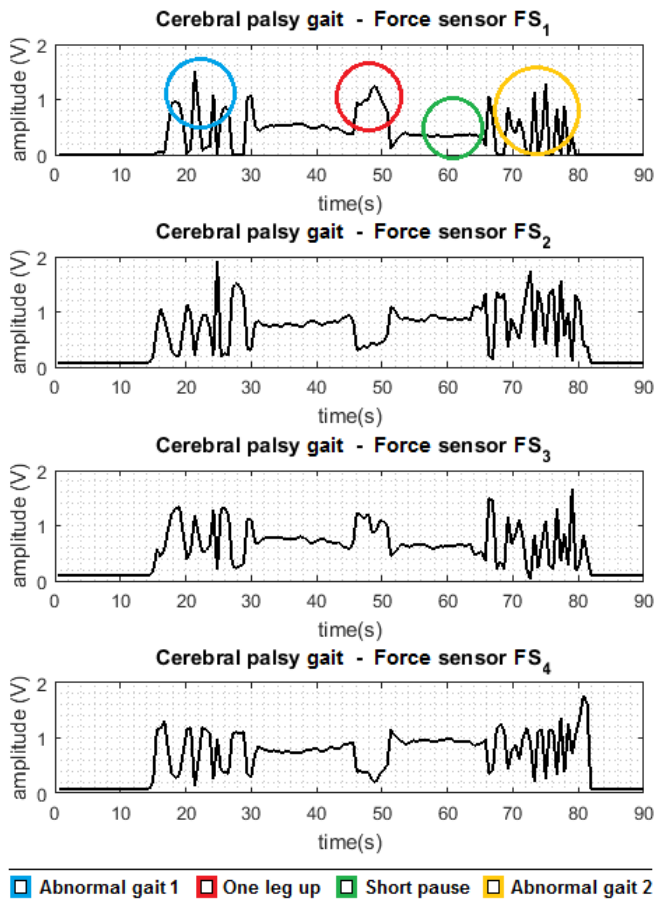 Cerebral palsy gait - Force sensor FS1
amplitude (V)
2
1
0
0 10 20 30 40 50 60 70 80 90
time(s)
Cerebral palsy gait - Force sensor FS2
amplitude (V)
2
1
0
0 10 20 30 40 50 60 70 80 90
time(s)
Cerebral palsy gait - Force sensor FS3
amplitude (V)
2
1
0
0 10 20 30 40 50 60 70 80 90
time(s)
Cerebral palsy gait - Force sensor FS4
amplitude (V)
2
1
0
0 10 20 30 40 50 60 70 80 90
time(s)
Abnormal gait 1 One leg up Short pause Abnormal gait 2